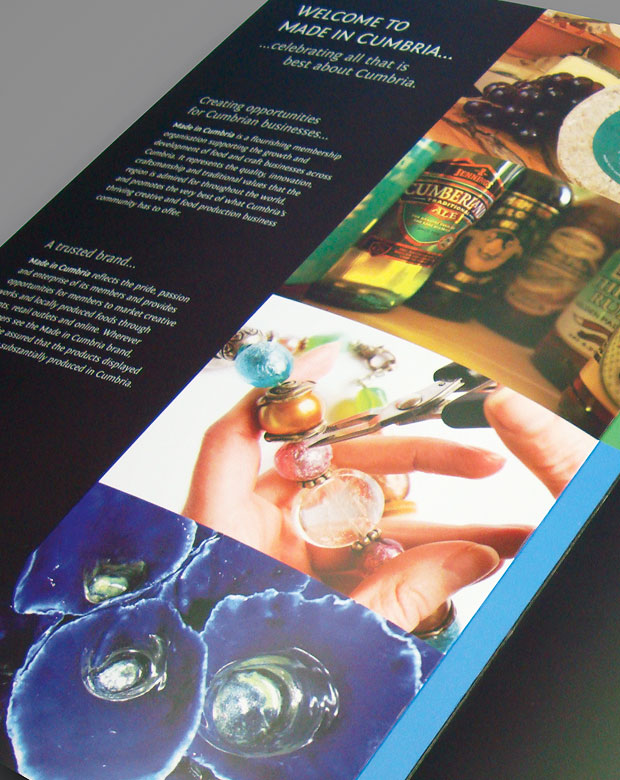 WELCOME TO
MADE IN CUMBRIA...
...celebrating all that is
best about Cumbria.
Creating opportunities
for Cumbrian businesses...
Made in Cumbria is a flourishing membership
organisation supporting the growth and
development of food and craft businesses across
Cumbria. It represents the quality, innovation,
craftsmanship and traditional values that the
region is admired for throughout the world,
and promotes the very best of what Cumbria's
thriving creative and food production business
community has to offer.
A trusted brand...
Made in Cumbria reflects the pride, passion
and enterprise of its members and provides
opportunities for members to market creative
works and locally produced foods through
retail outlets and online. Wherever
see the Made in Cumbria brand,
be assured that the products displayed
substantially produced in Cumbria.
JENNINGS
CUMBERLAND
TRADITIONAL
ALE